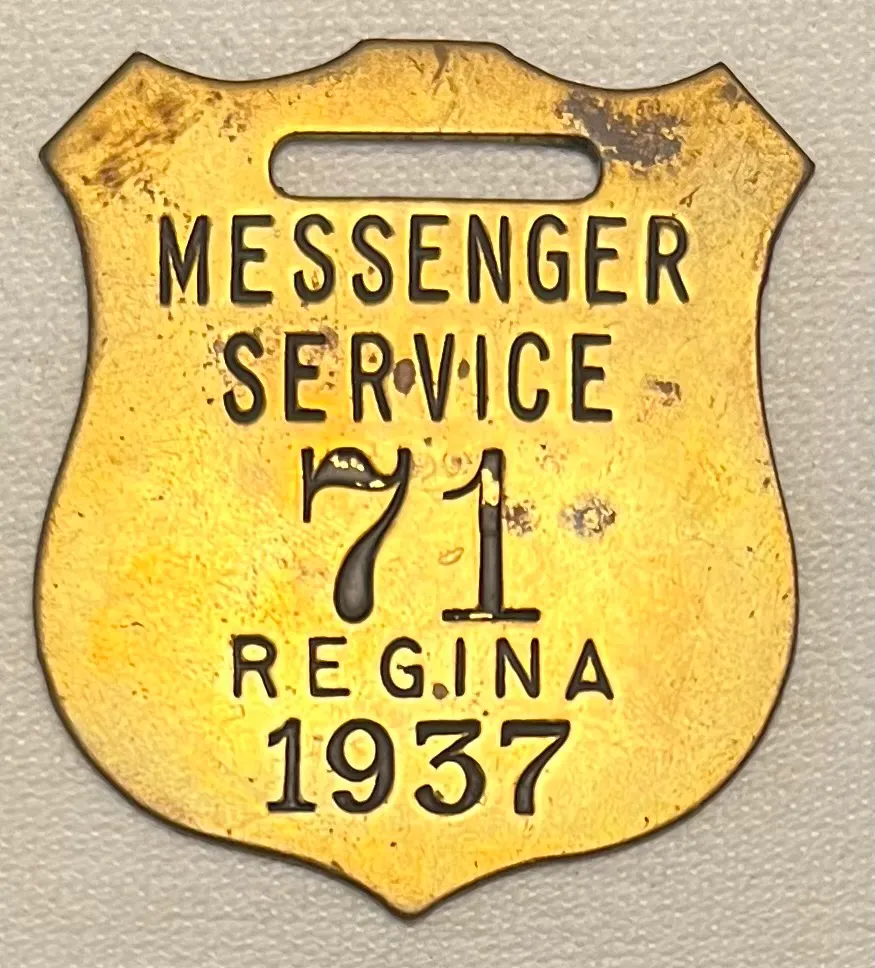 MESSENGER
SERVICE
71
REGINA
1937